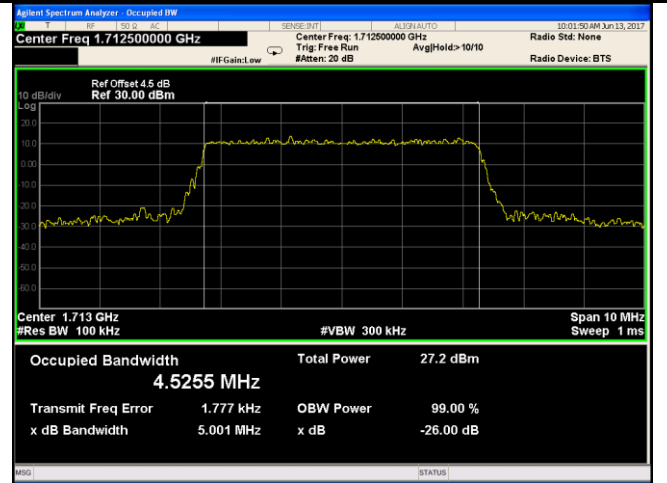 Agilent Spectrum Analyzer - Occupied BW
T RF 50 Ω AC SENSE:INT ALIGN AUTO 10:01:50 AM Jun 13, 2017
Center Freq 1.712500000 GHz Center Freq: 1.712500000 GHz Radio Std: None
Trig: Free Run Avg|Hold:>10/10
#IFGain:Low #Atten: 20 dB Radio Device: BTS
Ref Offset 4.5 dB
10 dB/div Ref 30.00 dBm
Log
20.0
10.0
0.00
-10.0
-20.0
-30.0
-40.0
-50.0
-60.0
Center 1.713 GHz Span 10 MHz
#Res BW 100 kHz #VBW 300 kHz Sweep 1 ms
Occupied Bandwidth Total Power 27.2 dBm
4.5255 MHz
Transmit Freq Error 1.777 kHz OBW Power 99.00 %
x dB Bandwidth 5.001 MHz x dB -26.00 dB
MSG STATUS